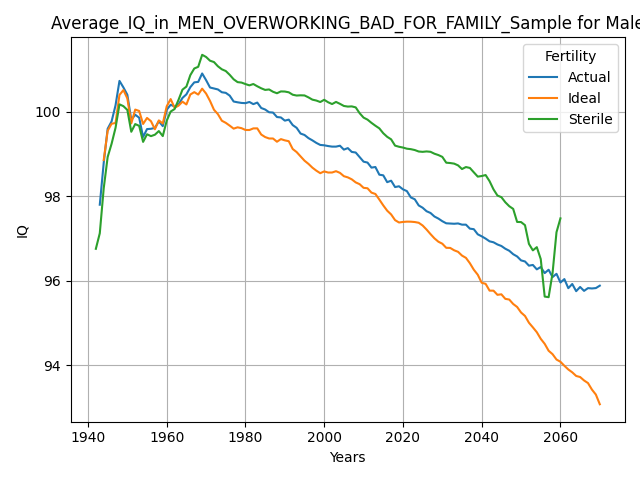 Average_IQ_in_MEN_OVERWORKING_BAD_FOR_FAMILY_Sample for Male
Fertility
Actual
Ideal
Sterile
100
98
96
94
IQ
1940 1960 1980 2000 2020 2040 2060
Years